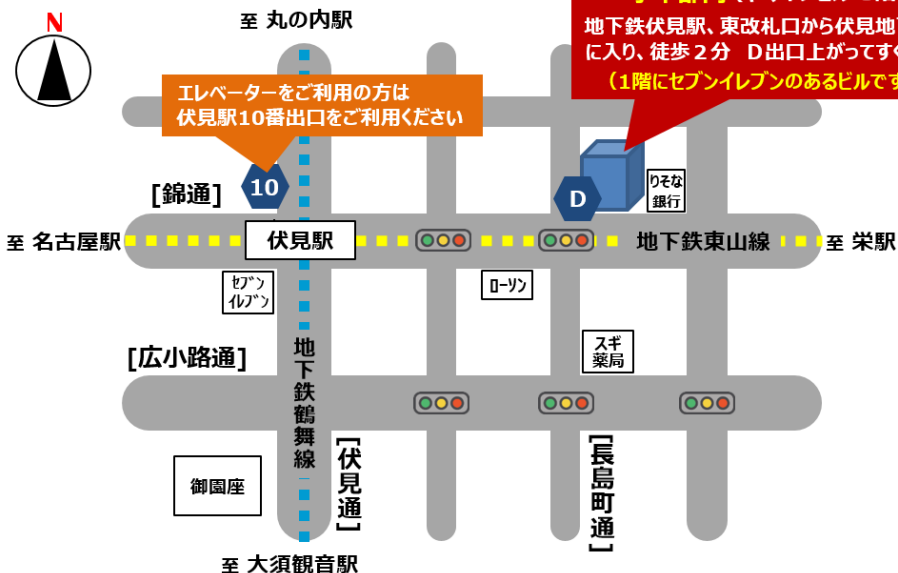 N
至 丸の内駅
地下鉄伏見駅、東改札口から伏見地
に入り、徒歩２分 D出口上がってす
（1階にセブンイレブンのあるビルです
エレベーターをご利用の方は
伏見駅10番出口をご利用ください
10
D
りそな
銀行
[錦通]
至 名古屋駅
伏見駅
地下鉄東山線
至 栄駅
ｾﾌﾞﾝ
ｲﾚﾌﾞﾝ
ローソン
[広小路通]
スギ
薬局
地下鉄鶴舞線
御園座
[伏見通]
[長島町通]
至 大須観音駅